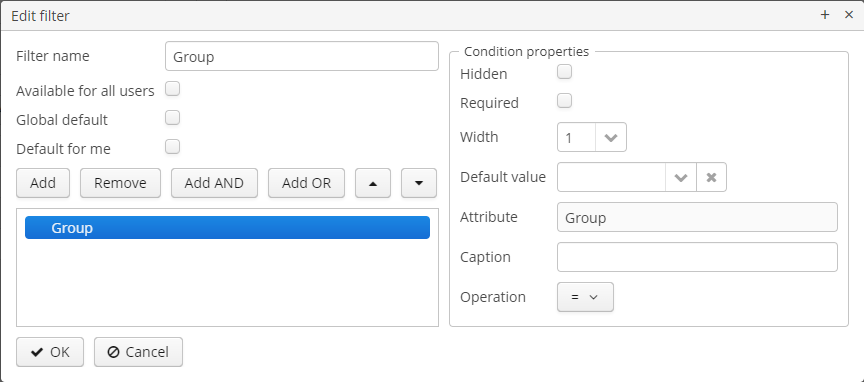 Edit filter
Filter name
Group
Available for all users
Global default
Default for me
Add
Remove
Add AND
Add OR
Group
OK
Cancel
Condition properties
Hidden
Required
Width
1
Default value
Attribute
Group
Caption
Operation
=